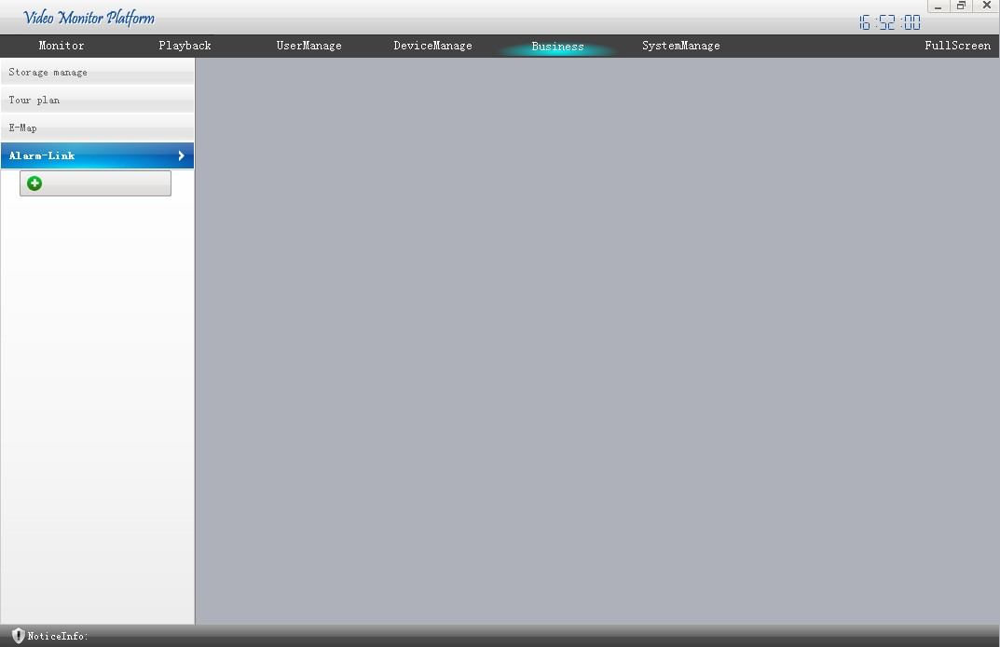 Video Monitor Platform
16:52:00
Monitor Playback UserManage DeviceManage Business SystemManage FullScreen
Storage manage
Tour plan
E-Map
Alarm-Link
NoticeInfo: